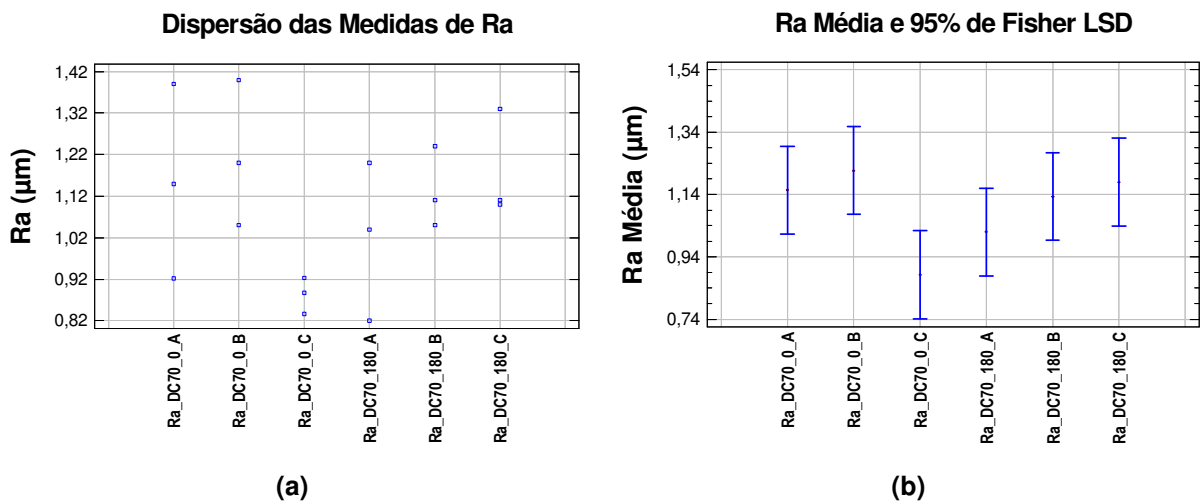 Dispersão das Medidas de Ra
Ra (µm)
1,42
1,32
1,22
1,12
1,02
0,92
0,82
Ra_DC70_0_A
Ra_DC70_0_B
Ra_DC70_0_C
Ra_DC70_180_A
Ra_DC70_180_B
Ra_DC70_180_C
(a)
Ra Média e 95% de Fisher LSD
Ra Média (µm)
1,54
1,34
1,14
0,94
0,74
Ra_DC70_0_A
Ra_DC70_0_B
Ra_DC70_0_C
Ra_DC70_180_A
Ra_DC70_180_B
Ra_DC70_180_C
(b)